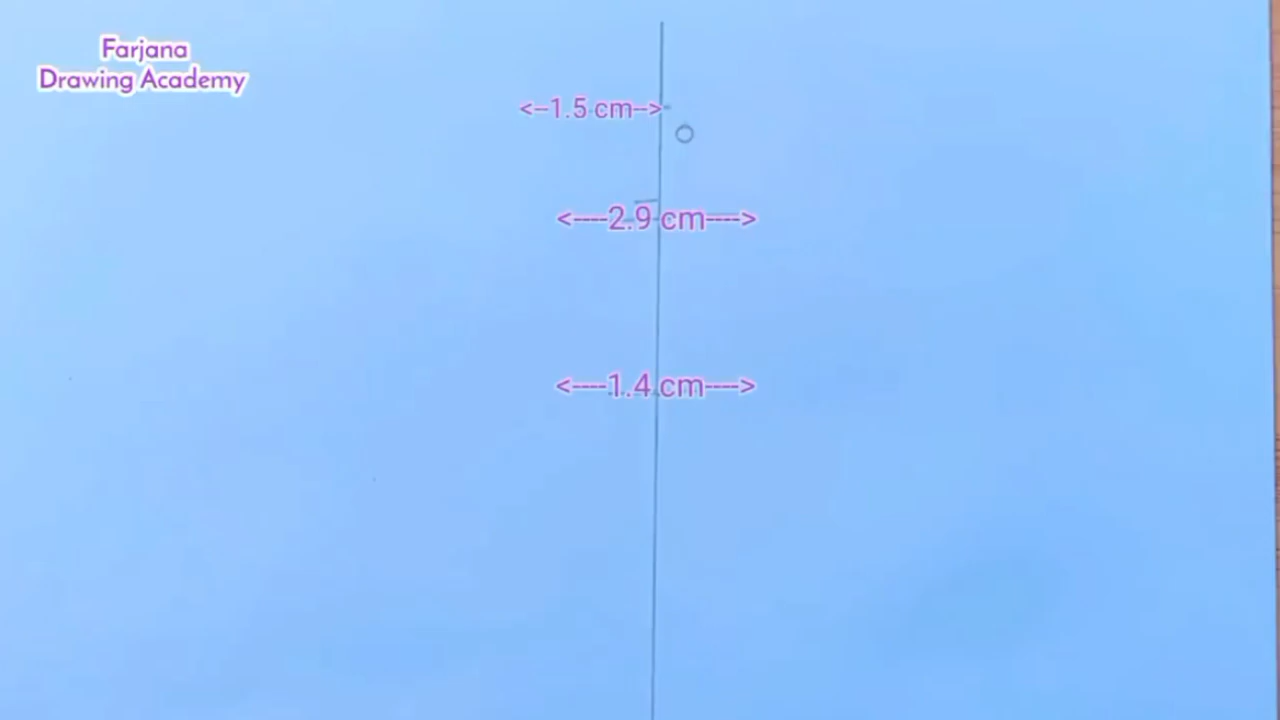 Farjana
Drawing Academy
<--1.5 cm-->
<----2.9 cm---->
<----1.4 cm---->